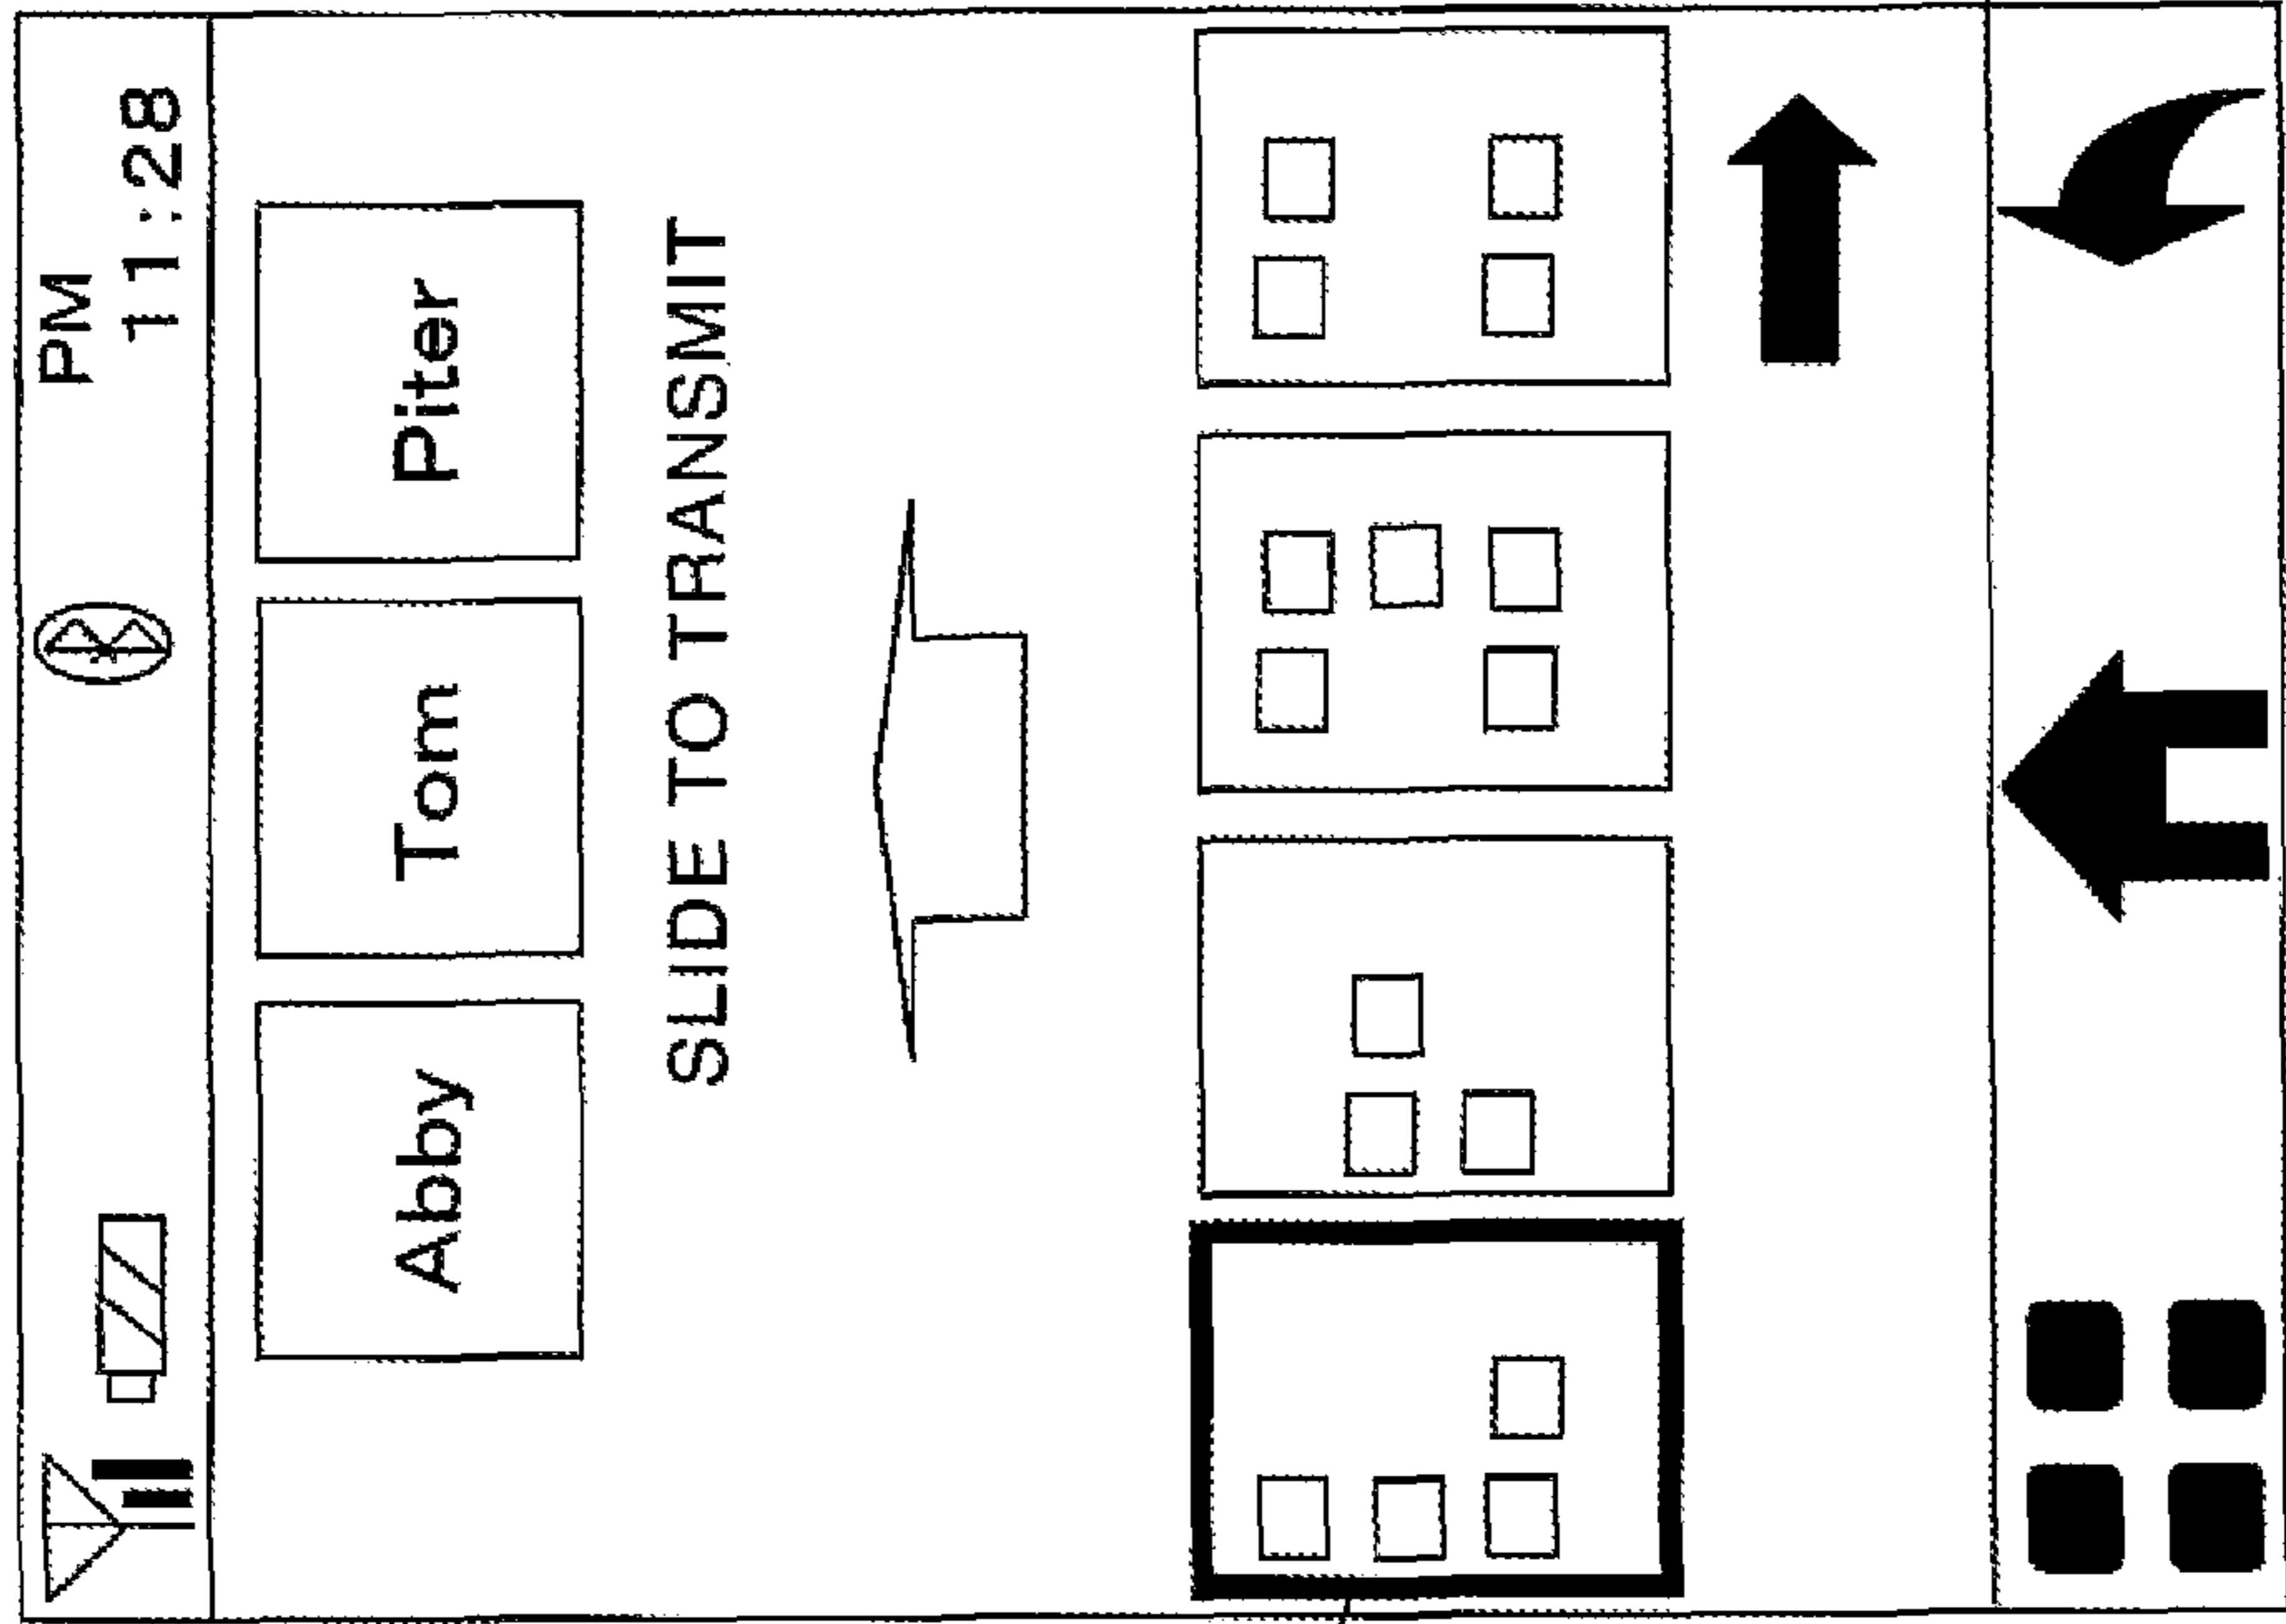 PM
11:28
Abby
Tom
Piter
SLIDE TO TRANSMIT